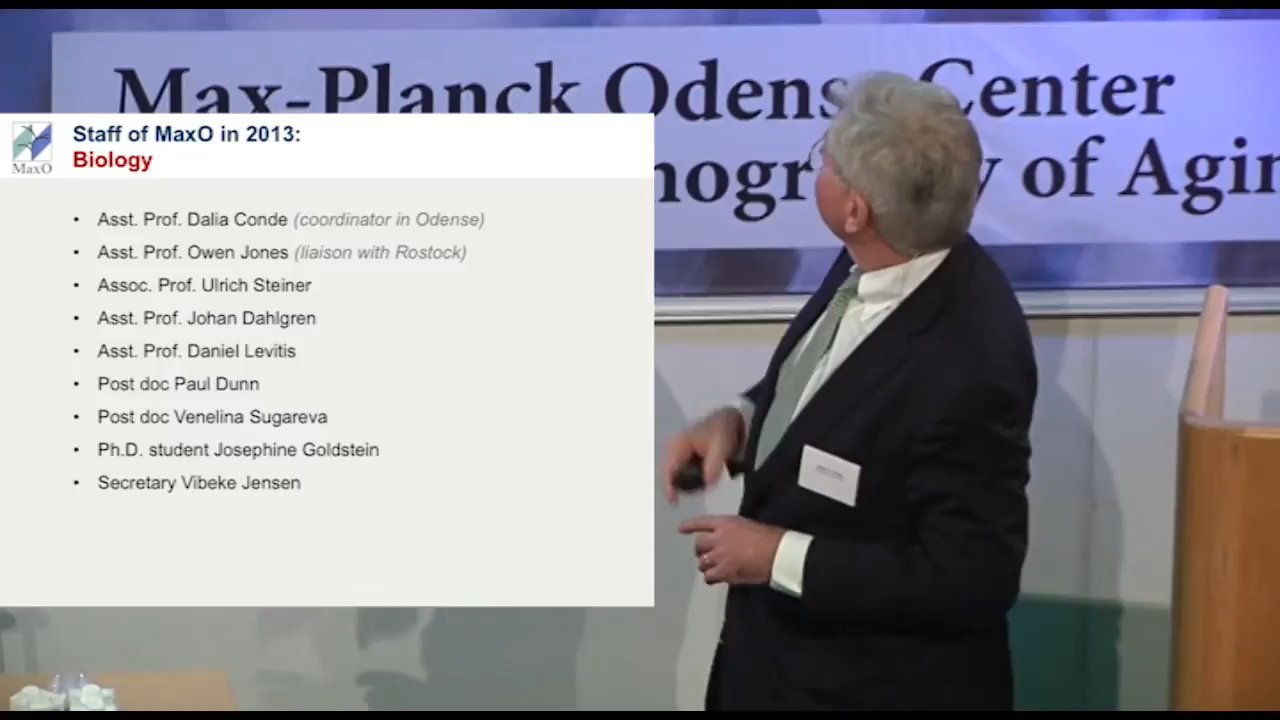 Max-Planck Odens Center
nogr y of Agin
MaxO
Staff of MaxO in 2013:
Biology
• Asst. Prof. Dalia Conde (coordinator in Odense)
• Asst. Prof. Owen Jones (liaison with Rostock)
• Assoc. Prof. Ulrich Steiner
• Asst. Prof. Johan Dahlgren
• Asst. Prof. Daniel Levitis
• Post doc Paul Dunn
• Post doc Venelina Sugareva
• Ph.D. student Josephine Goldstein
• Secretary Vibeke Jensen